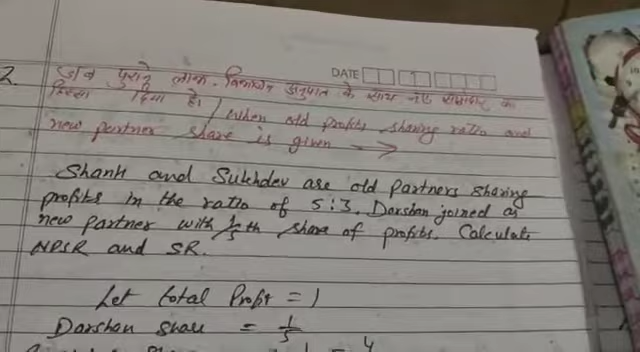 DATE
2. जब पुराने लाभ-विभाजन अनुपात के साथ नए साझेदार का
हिस्सा दिया है। / When old profits sharing ratio and
new partner share is given →
Shanh and Sukhdev are old partners sharing
profits in the ratio of 5:3. Darshan joined as
new partner with 1/5th share of profits. Calculate
NPSR and SR.
Let total Profit = 1
Darshan share = 1/5
4